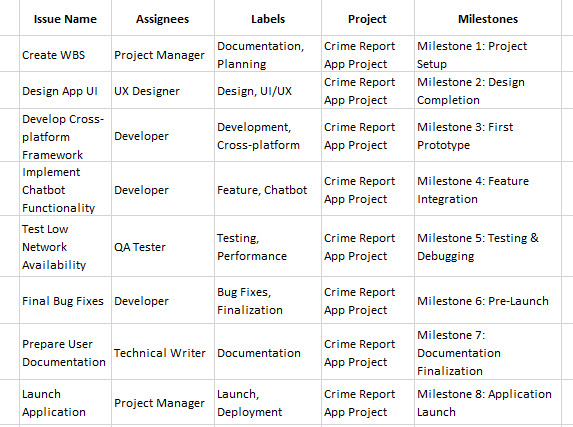 Issue Name Assignees Labels Project Milestones
Create WBS Project Manager Documentation, Planning Crime Report App Project Milestone 1: Project Setup
Design App UI UX Designer Design, UI/UX Crime Report App Project Milestone 2: Design Completion
Develop Cross-platform Framework Developer Development, Cross-platform Crime Report App Project Milestone 3: First Prototype
Implement Chatbot Functionality Developer Feature, Chatbot Crime Report App Project Milestone 4: Feature Integration
Test Low Network Availability QA Tester Testing, Performance Crime Report App Project Milestone 5: Testing & Debugging
Final Bug Fixes Developer Bug Fixes, Finalization Crime Report App Project Milestone 6: Pre-Launch
Prepare User Documentation Technical Writer Documentation Crime Report App Project Milestone 7: Documentation Finalization
Launch Application Project Manager Launch, Deployment Crime Report App Project Milestone 8: Application Launch